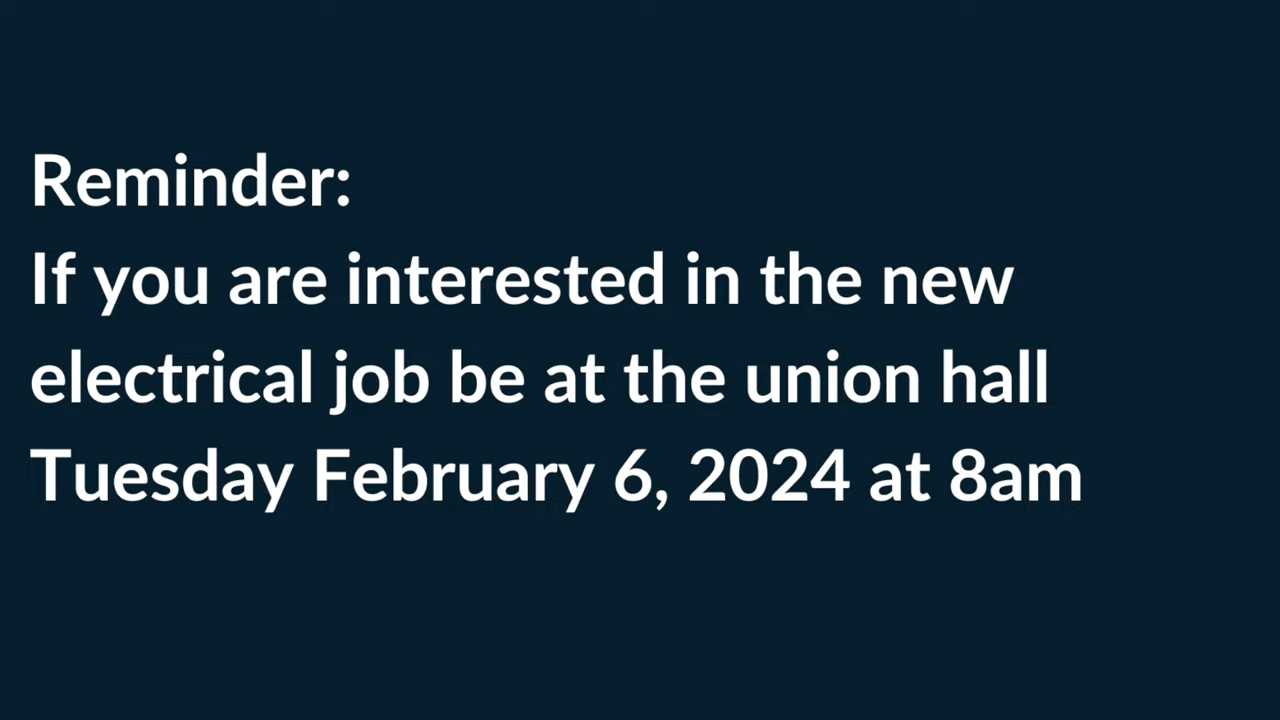 Reminder:
If you are interested in the new
electrical job be at the union hall
Tuesday February 6, 2024 at 8am